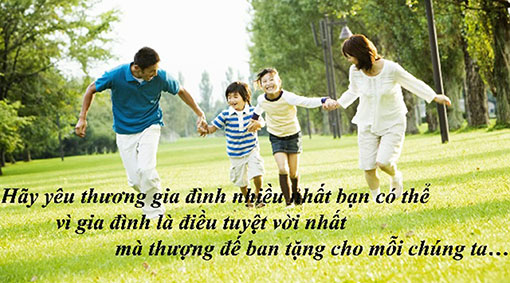 Hãy yêu thương gia đình nhiều nhất bạn có thể
vì gia đình là điều tuyệt vời nhất
mà thượng đế ban tặng cho mỗi chúng ta...